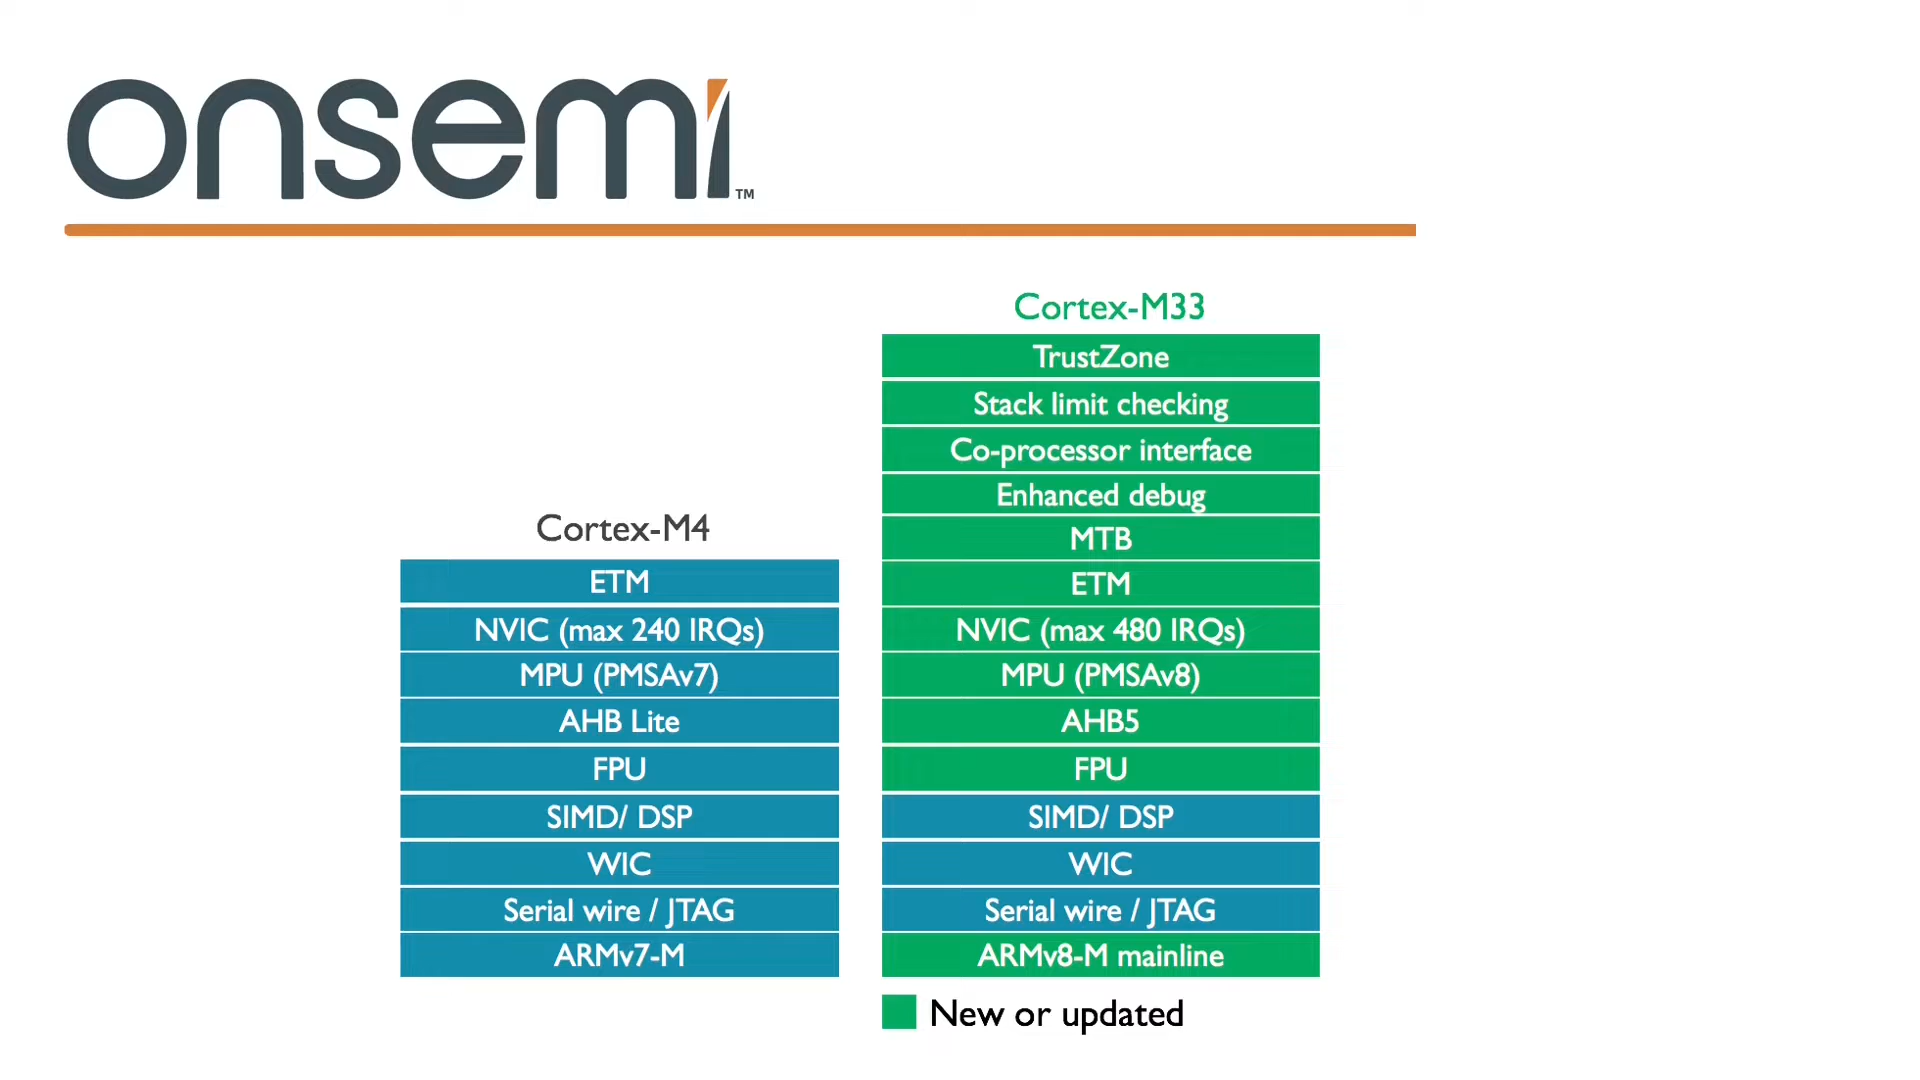 onsemi™
Cortex-M4
ETM
NVIC (max 240 IRQs)
MPU (PMSAv7)
AHB Lite
FPU
SIMD/ DSP
WIC
Serial wire / JTAG
ARMv7-M
Cortex-M33
TrustZone
Stack limit checking
Co-processor interface
Enhanced debug
MTB
ETM
NVIC (max 480 IRQs)
MPU (PMSAv8)
AHB5
FPU
SIMD/ DSP
WIC
Serial wire / JTAG
ARMv8-M mainline
New or updated